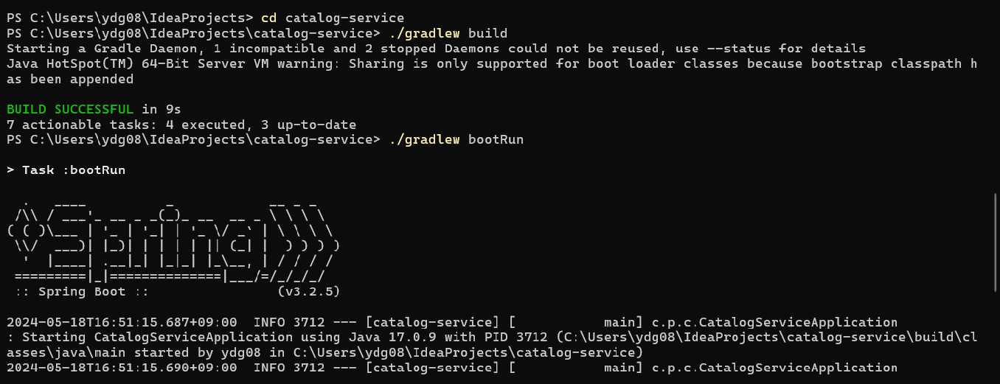 PS C:\Users\ydg08\IdeaProjects> cd catalog-service
PS C:\Users\ydg08\IdeaProjects\catalog-service> ./gradlew build
Starting a Gradle Daemon, 1 incompatible and 2 stopped Daemons could not be reused, use --status for details
Java HotSpot(TM) 64-Bit Server VM warning: Sharing is only supported for boot loader classes because bootstrap classpath h
as been appended

BUILD SUCCESSFUL in 9s
7 actionable tasks: 4 executed, 3 up-to-date
PS C:\Users\ydg08\IdeaProjects\catalog-service> ./gradlew bootRun

> Task :bootRun

  .   ____          _            __ _ _
 /\\ / ___'_ __ _ _(_)_ __  __ _ \ \ \ \
( ( )\___ | '_ | '_| | '_ \/ _` | \ \ \ \
 \\/  ___)| |_)| | | | | || (_| |  ) ) ) )
  '  |____| .__|_| |_|_| |_\__, | / / / /
 =========|_|==============|___/=/_/_/_/
 :: Spring Boot ::                (v3.2.5)

2024-05-18T16:51:15.687+09:00  INFO 3712 --- [catalog-service] [           main] c.p.c.CatalogServiceApplication
: Starting CatalogServiceApplication using Java 17.0.9 with PID 3712 (C:\Users\ydg08\IdeaProjects\catalog-service\build\cl
asses\java\main started by ydg08 in C:\Users\ydg08\IdeaProjects\catalog-service)
2024-05-18T16:51:15.690+09:00  INFO 3712 --- [catalog-service] [           main] c.p.c.CatalogServiceApplication